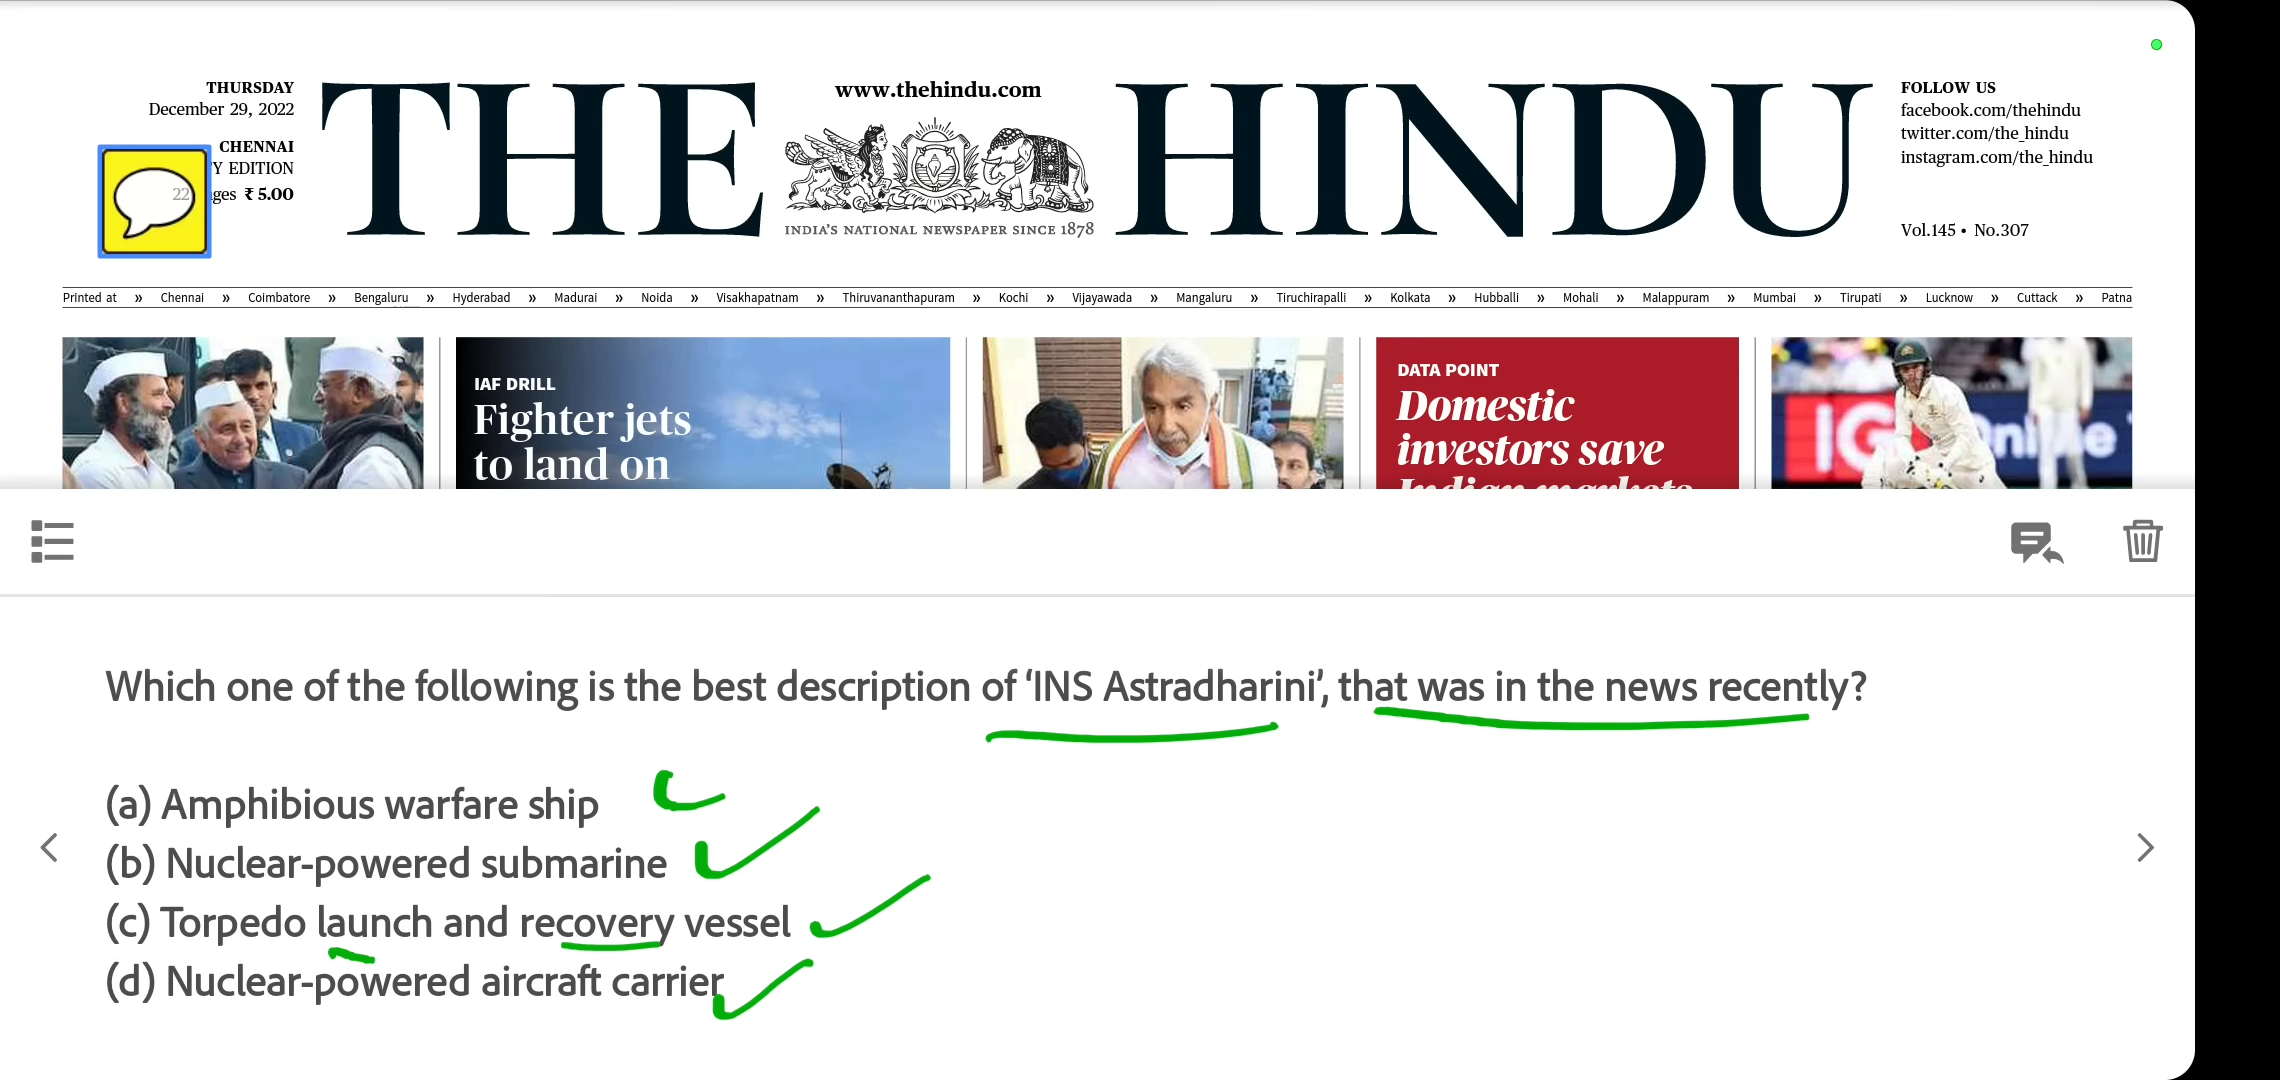 THURSDAY
December 29, 2022
CHENNAI
Y EDITION
22 ges ₹ 5.00
THE HINDU
www.thehindu.com
INDIA'S NATIONAL NEWSPAPER SINCE 1878
FOLLOW US
facebook.com/thehindu
twitter.com/the_hindu
instagram.com/the_hindu
Vol.145 • No.307
Printed at » Chennai » Coimbatore » Bengaluru » Hyderabad » Madurai » Noida » Visakhapatnam » Thiruvananthapuram » Kochi » Vijayawada » Mangaluru » Tiruchirapalli » Kolkata » Hubballi » Mohali » Malappuram » Mumbai » Tirupati » Lucknow » Cuttack » Patna
IAF DRILL
Fighter jets
to land on
DATA POINT
Domestic
investors save
Indian markets
IG Online
Which one of the following is the best description of ‘INS Astradharini’, that was in the news recently?
(a) Amphibious warfare ship
(b) Nuclear-powered submarine
(c) Torpedo launch and recovery vessel
(d) Nuclear-powered aircraft carrier